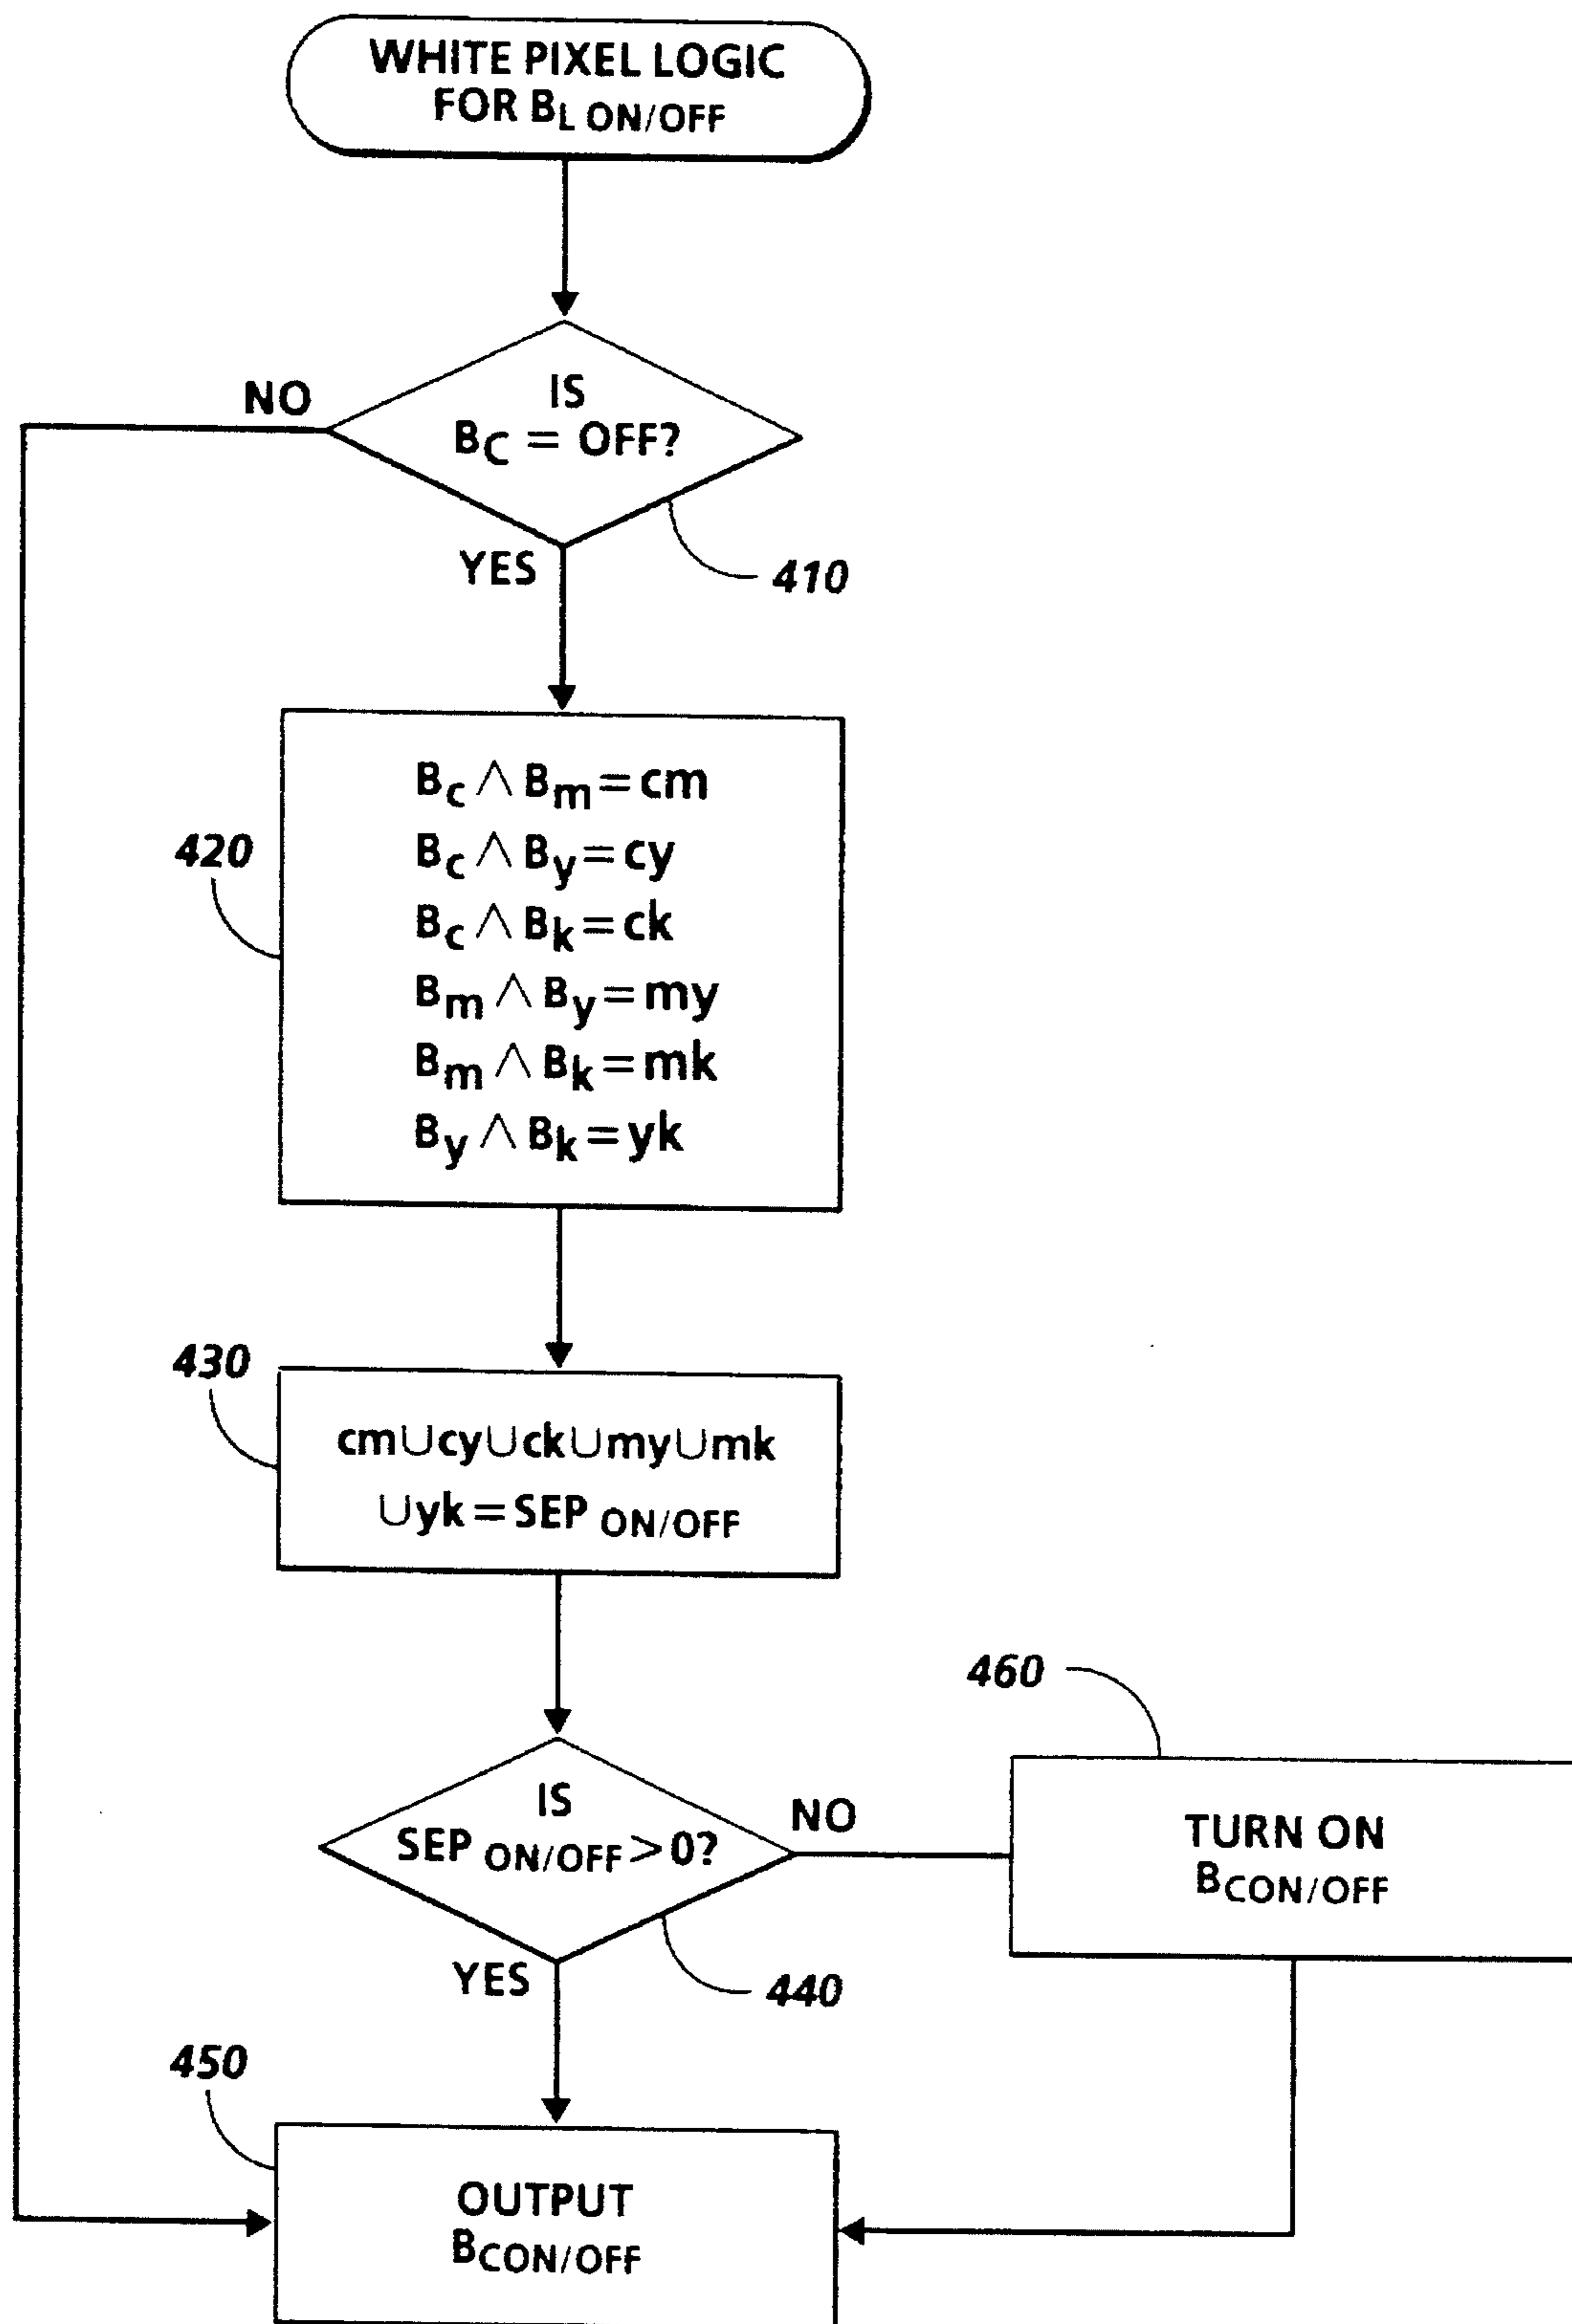 WHITE PIXEL LOGIC
FOR BL ON/OFF
NO
IS
BC = OFF?
YES
410
420
Bc ∧ Bm = cm
Bc ∧ By = cy
Bc ∧ Bk = ck
Bm ∧ By = my
Bm ∧ Bk = mk
By ∧ Bk = yk
430
cm∪cy∪ck∪my∪mk
∪yk = SEP ON/OFF
460
IS
SEP ON/OFF > 0?
NO
TURN ON
BCON/OFF
YES
440
450
OUTPUT
BCON/OFF